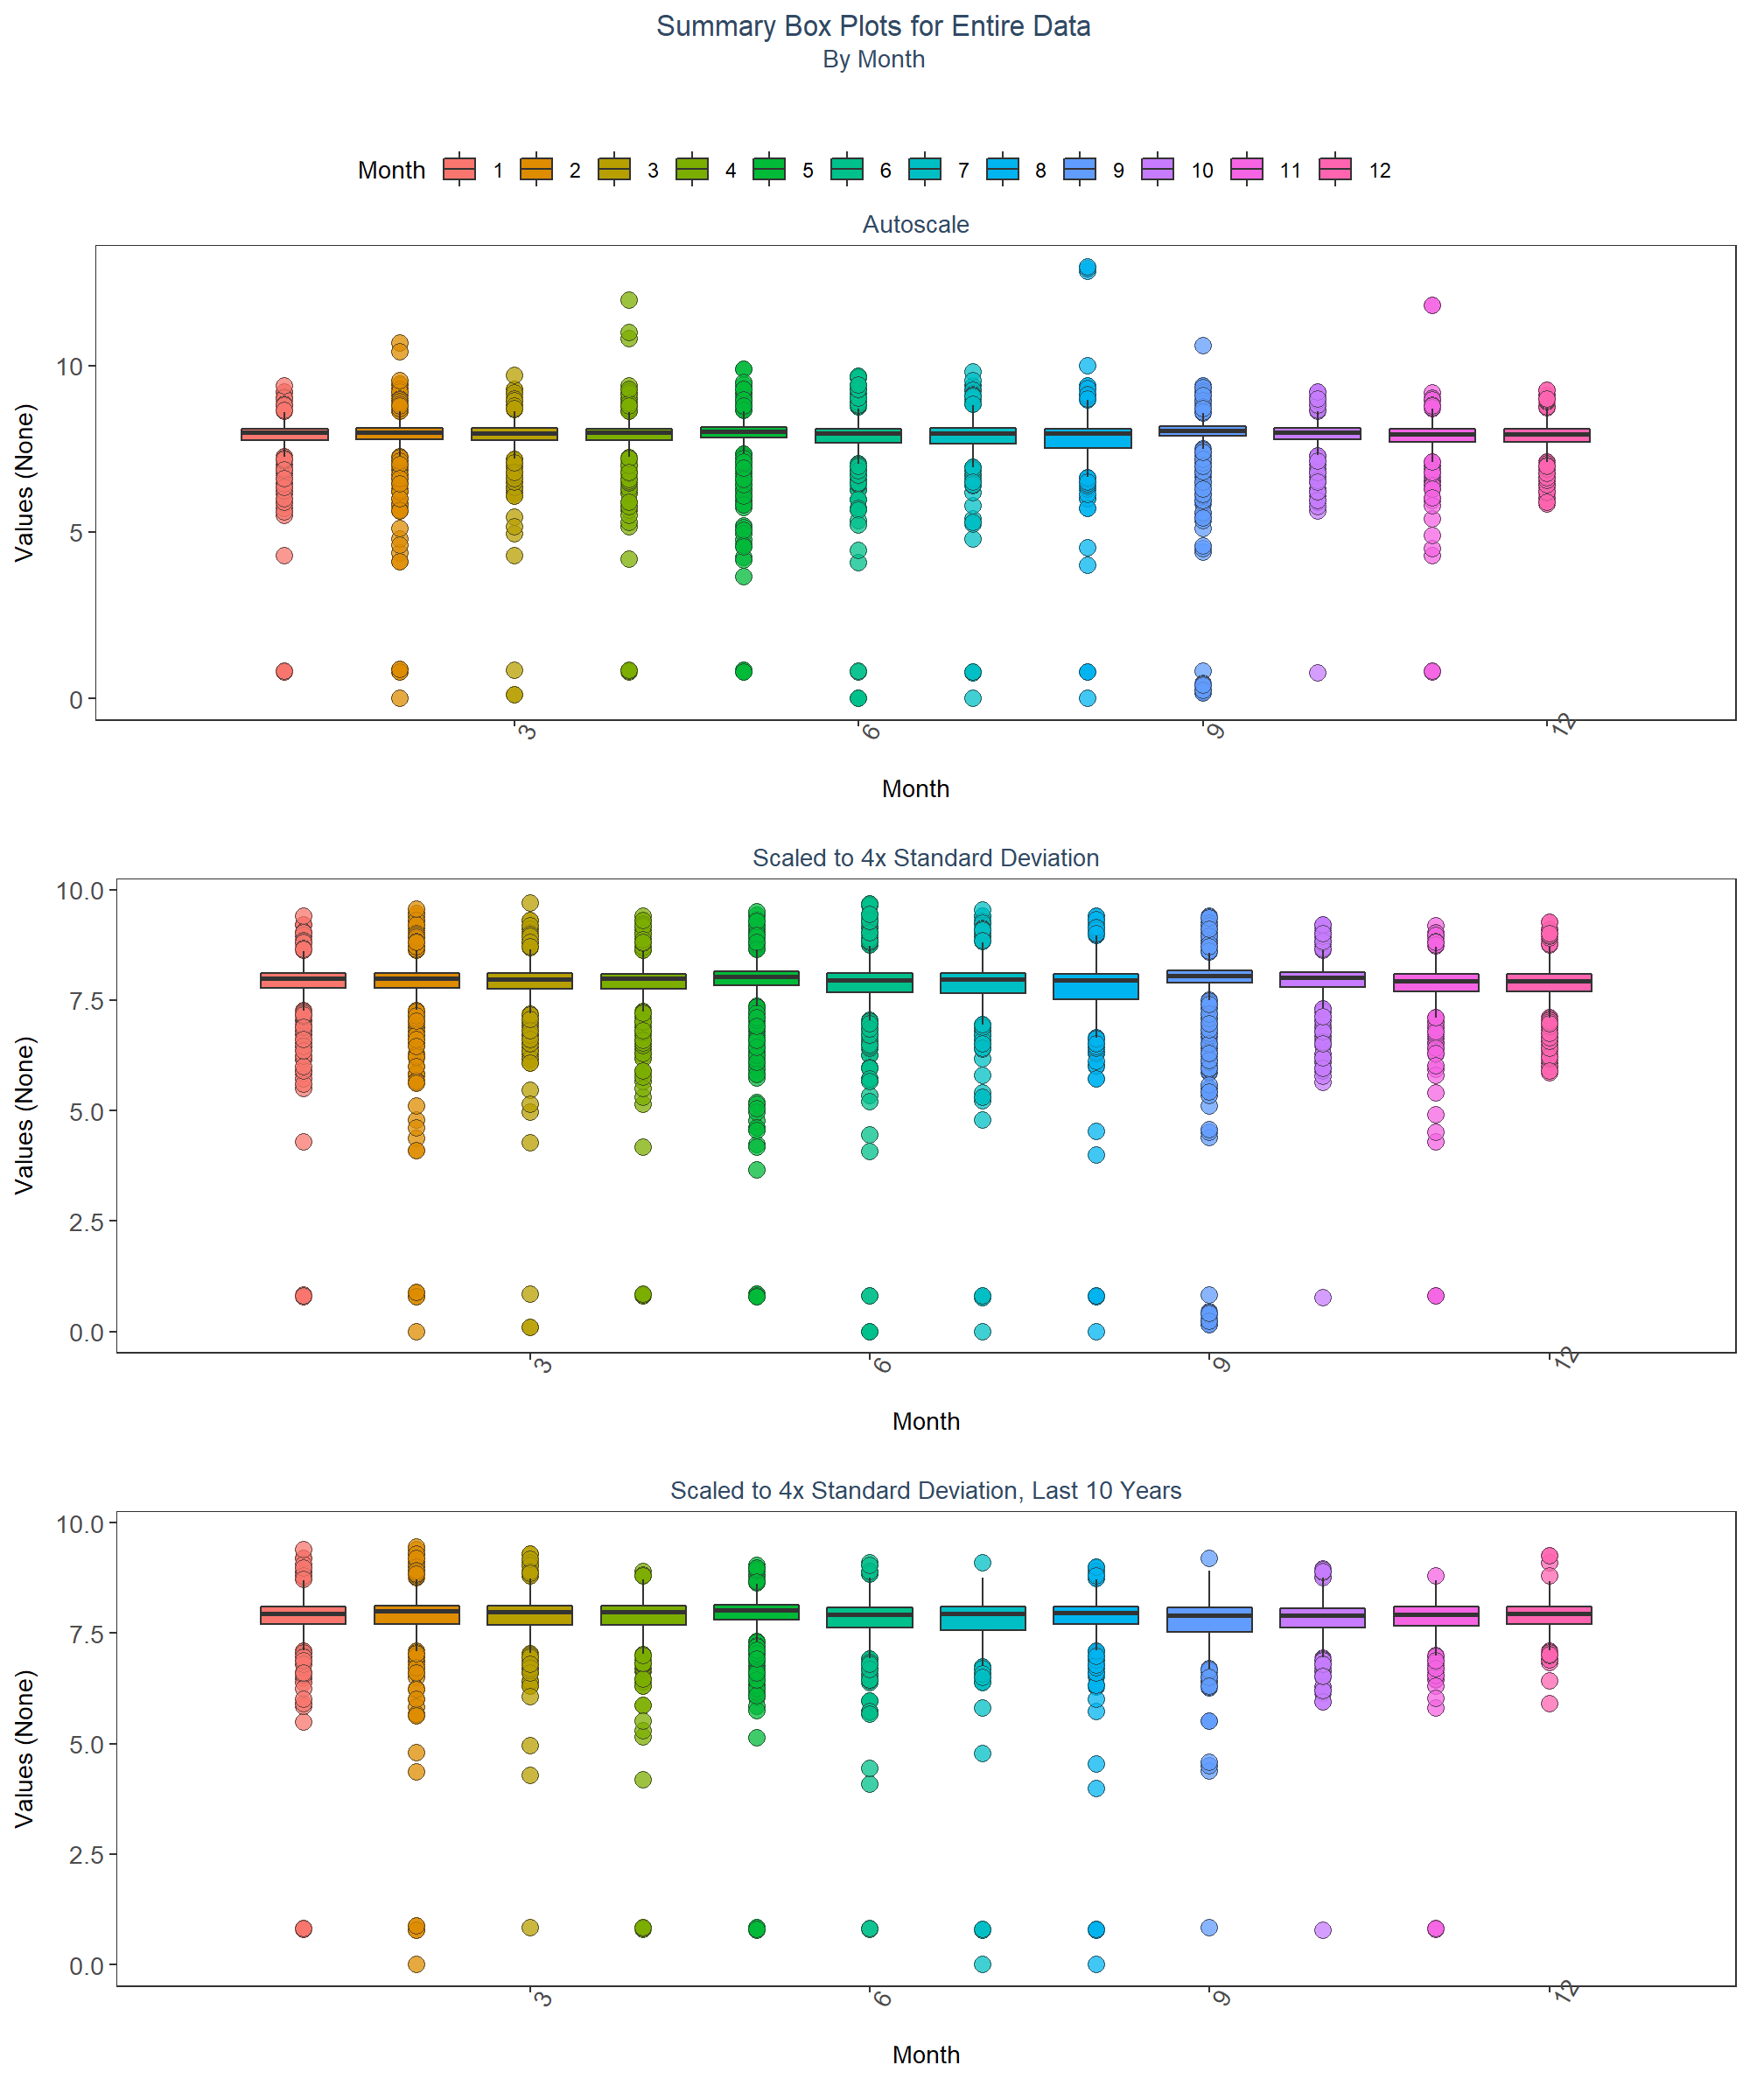 Summary Box Plots for Entire Data
By Month
Month 1 2 3 4 5 6 7 8 9 10 11 12
Autoscale
Values (None)
10
5
0
3 6 9 12
Month
Scaled to 4x Standard Deviation
Values (None)
10.0
7.5
5.0
2.5
0.0
3 6 9 12
Month
Scaled to 4x Standard Deviation, Last 10 Years
Values (None)
10.0
7.5
5.0
2.5
0.0
3 6 9 12
Month